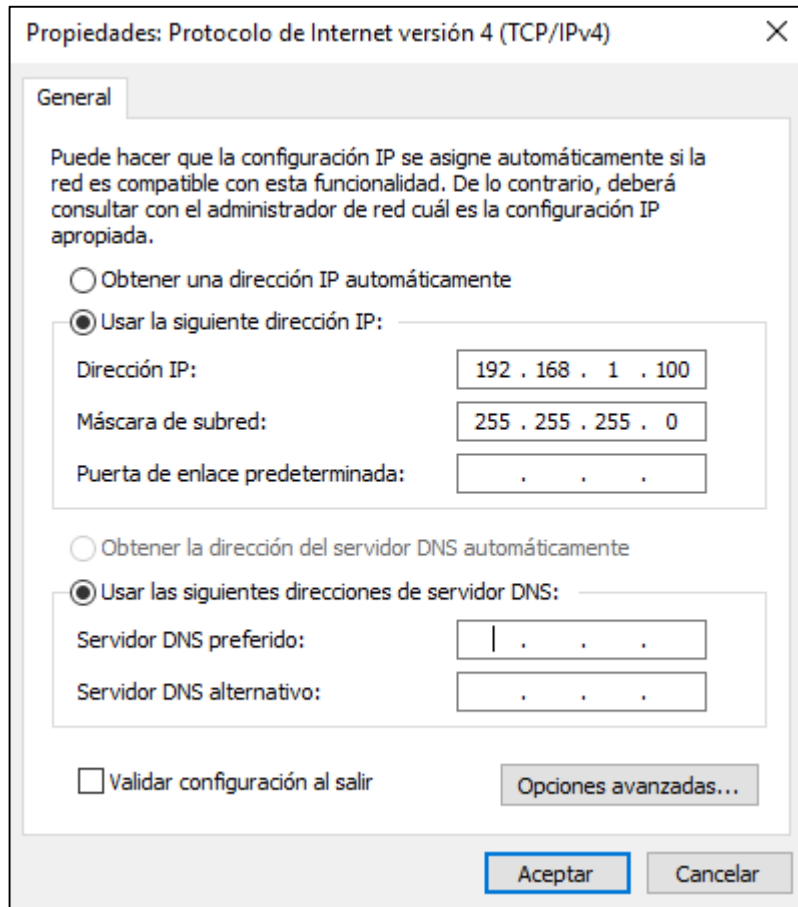 Propiedades: Protocolo de Internet versión 4 (TCP/IPv4)
General
Puede hacer que la configuración IP se asigne automáticamente si la
red es compatible con esta funcionalidad. De lo contrario, deberá
consultar con el administrador de red cuál es la configuración IP
apropiada.
Obtener una dirección IP automáticamente
Usar la siguiente dirección IP:
Dirección IP: 192 . 168 . 1 . 100
Máscara de subred: 255 . 255 . 255 . 0
Puerta de enlace predeterminada: . . .
Obtener la dirección del servidor DNS automáticamente
Usar las siguientes direcciones de servidor DNS:
Servidor DNS preferido: . . .
Servidor DNS alternativo: . . .
Validar configuración al salir Opciones avanzadas...
Aceptar Cancelar